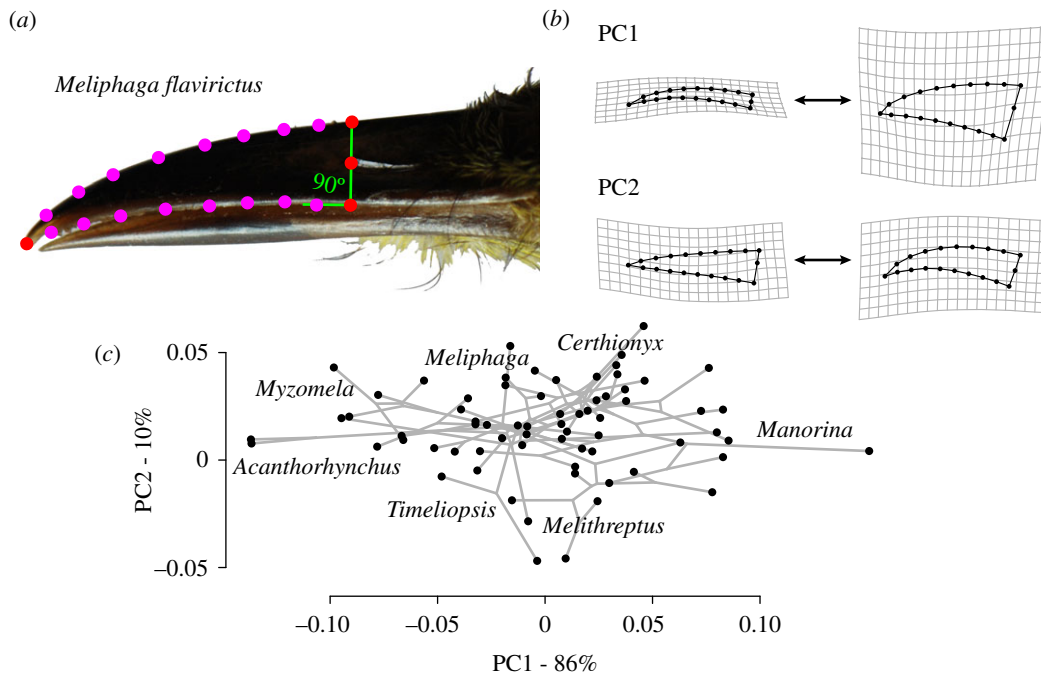 (a)
Meliphaga flavirictus
90º
(b)
PC1
PC2
(c)
0.05
0
–0.05
PC2 - 10%
Certhionyx
Meliphaga
Myzomela
Manorina
Acanthorhynchus
Timeliopsis
Melithreptus
–0.10
–0.05
0
0.05
0.10
PC1 - 86%